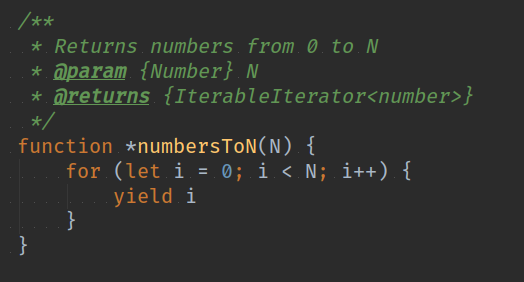 /**
 * Returns numbers from 0 to N
 * @param {Number} N
 * @returns {IterableIterator<number>}
 */
function *numbersToN(N) {
    for (let i = 0; i < N; i++) {
        yield i
    }
}